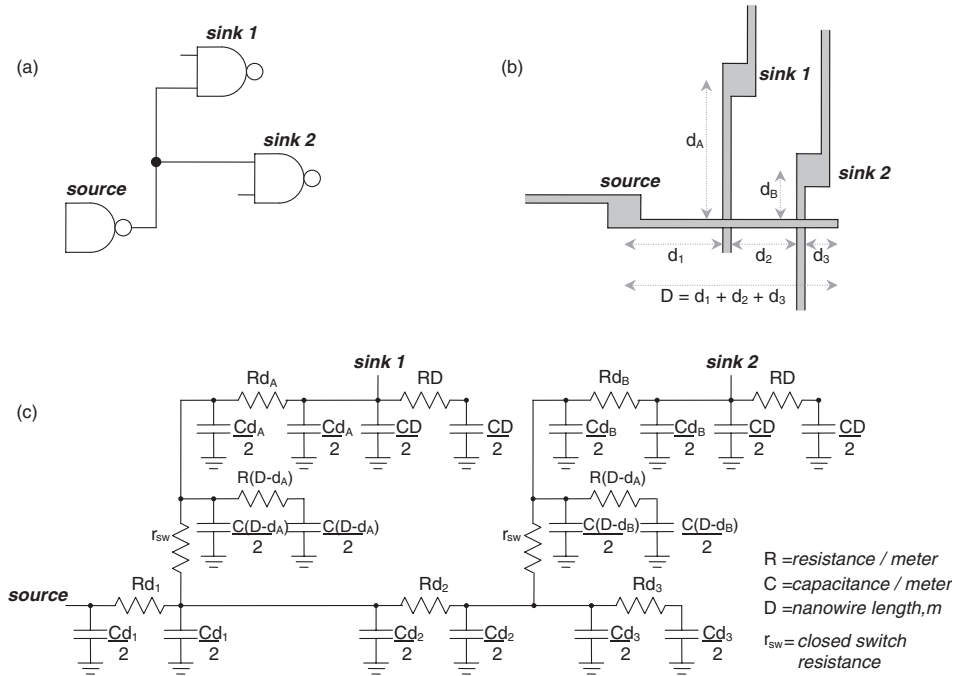 (a)
sink 1
sink 2
source
(b)
sink 1
sink 2
source
dA
dB
d1
d2
d3
D = d1 + d2 + d3
(c)
sink 1
sink 2
RdA
RD
RdB
RD
CdA
2
CdA
2
CD
2
CD
2
CdB
2
CdB
2
CD
2
CD
2
R(D-dA)
R(D-dA)
rsw
C(D-dA)
2
C(D-dA)
2
rsw
C(D-dB)
2
C(D-dB)
2
source
Rd1
Rd2
Rd3
Cd1
2
Cd1
2
Cd2
2
Cd2
2
Cd3
2
Cd3
2
R =resistance / meter
C =capacitance / meter
D =nanowire length,m
rsw= closed switch
resistance